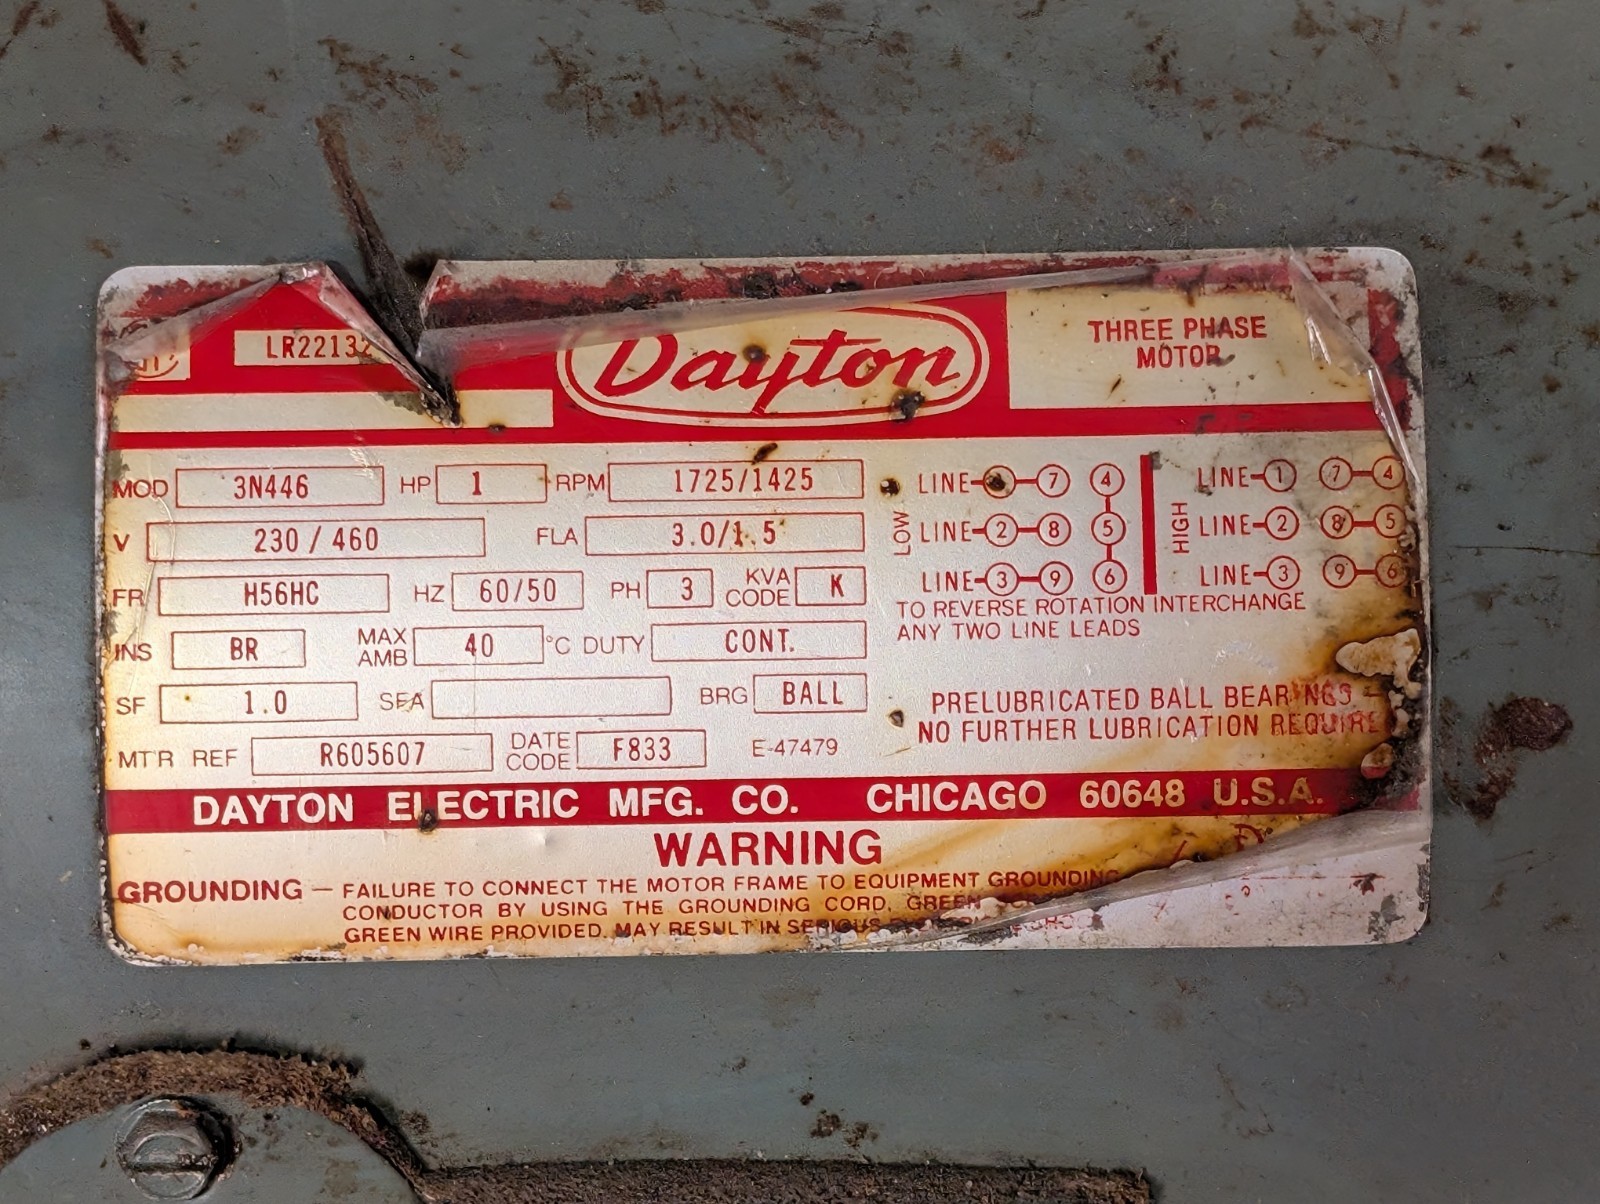 LR22132
Dayton
THREE PHASE
MOTOR
MOD 3N446 HP 1 RPM 1725/1425
V 230 / 460 FLA 3.0/1.5
FR H56HC HZ 60/50 PH 3 KVA CODE K
INS BR MAX AMB 40 °C DUTY CONT.
SF 1.0 SFA BRG BALL
MTR REF R605607 DATE CODE F833 E-47479
LOW
LINE 7 4
LINE 2 8 5
LINE 3 9 6
HIGH
LINE 1 7 4
LINE 2 8 5
LINE 3 9 6
TO REVERSE ROTATION INTERCHANGE
ANY TWO LINE LEADS
PRELUBRICATED BALL BEARINGS
NO FURTHER LUBRICATION REQUIRE
DAYTON ELECTRIC MFG. CO. CHICAGO 60648 U.S.A.
WARNING
GROUNDING — FAILURE TO CONNECT THE MOTOR FRAME TO EQUIPMENT GROUNDING
CONDUCTOR BY USING THE GROUNDING CORD, GREEN
GREEN WIRE PROVIDED, MAY RESULT IN SERIOUS